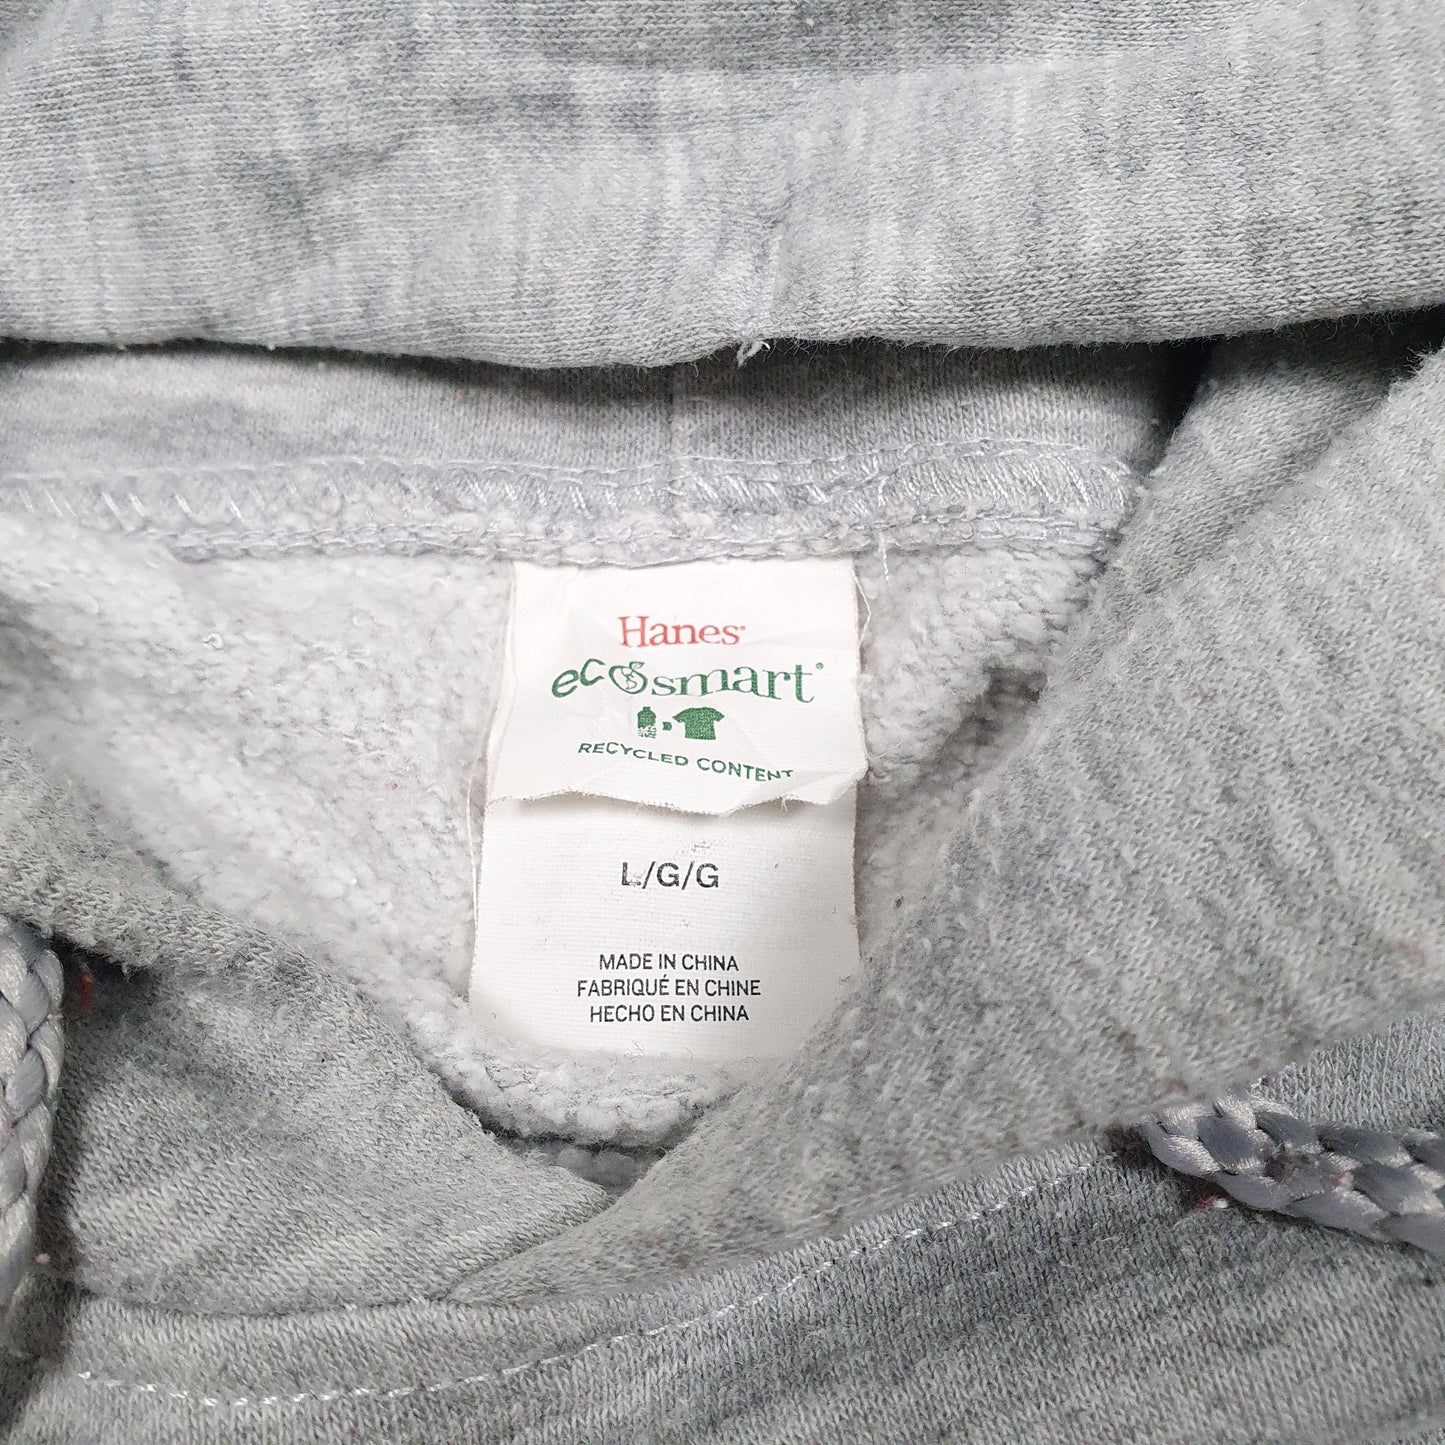 Hanes®
ecosmart®
RECYCLED CONTENT
L/G/G
MADE IN CHINA
FABRIQUÉ EN CHINE
HECHO EN CHINA